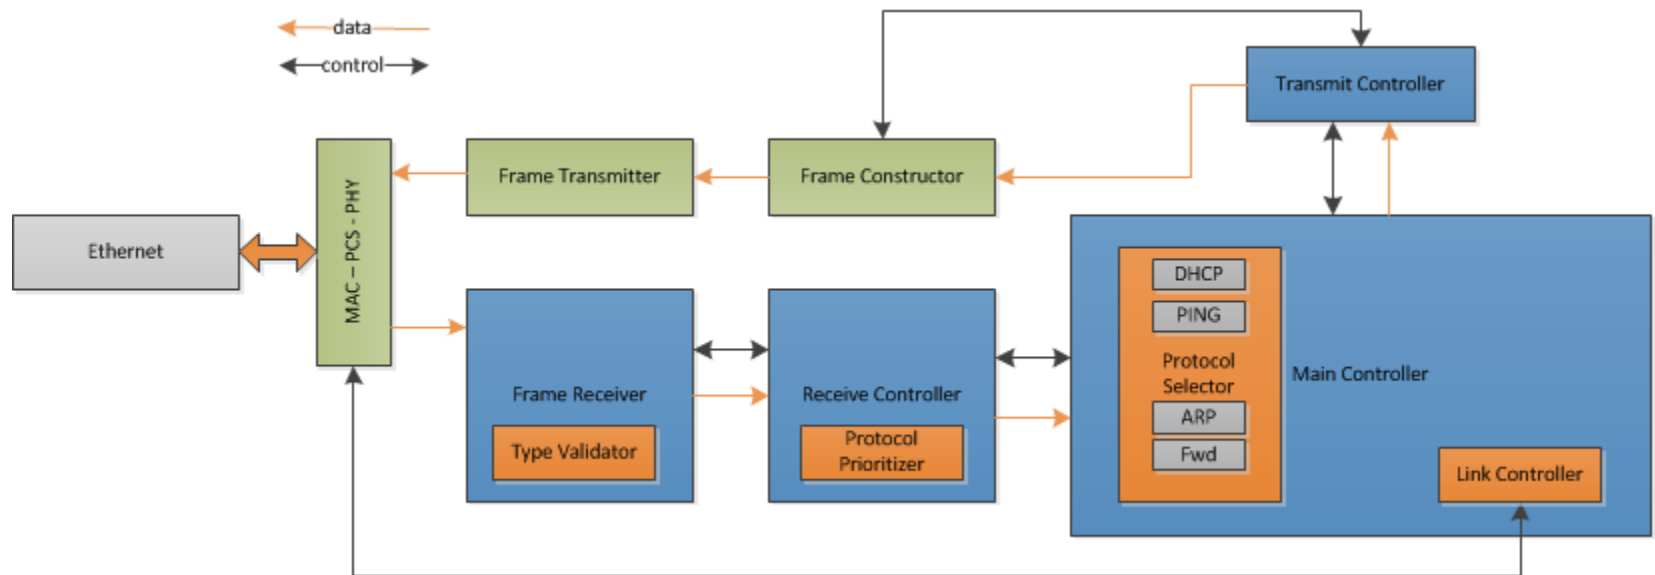 data
control
Transmit Controller
Frame Transmitter
Frame Constructor
MAC – PCS - PHY
Ethernet
Frame Receiver
Type Validator
Receive Controller
Protocol
Prioritizer
DHCP
PING
Protocol
Selector
ARP
Fwd
Main Controller
Link Controller